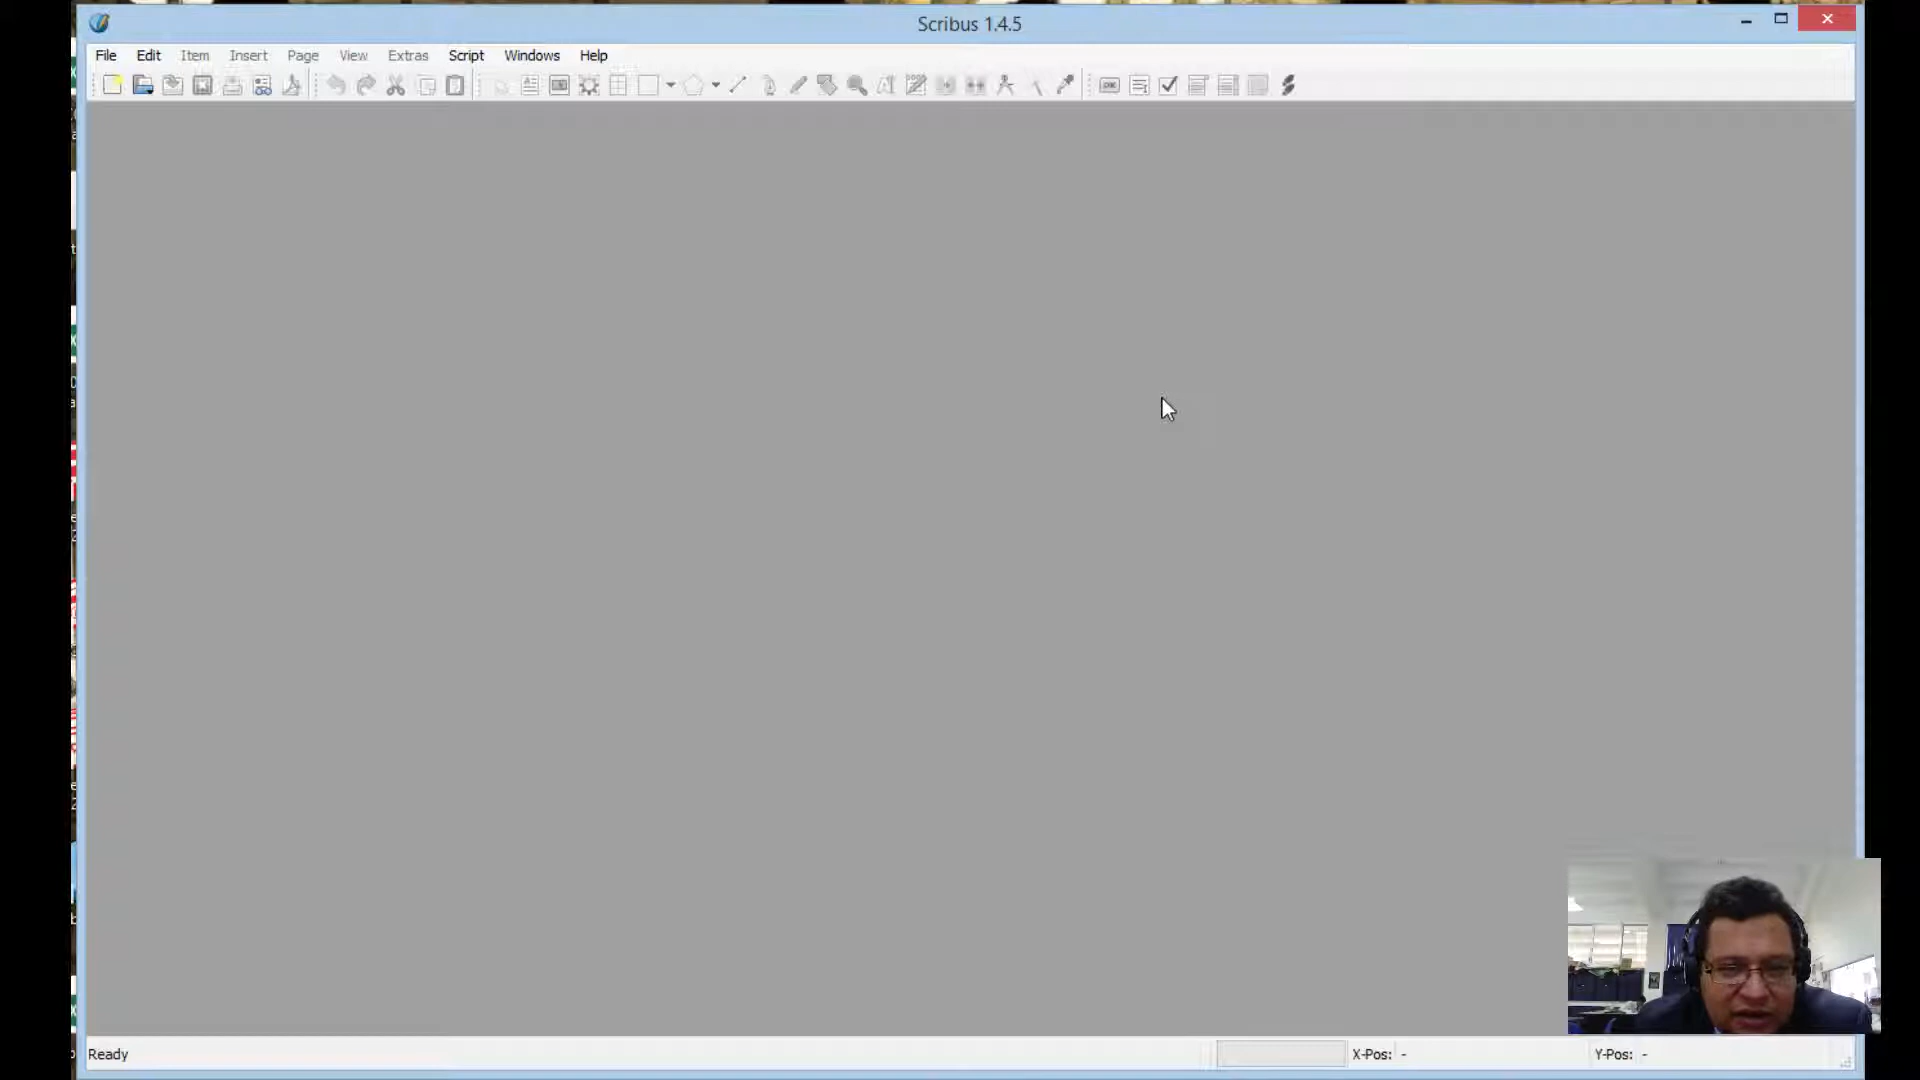 Scribus 1.4.5
File Edit Item Insert Page View Extras Script Windows Help
Ready X-Pos: - Y-Pos: -